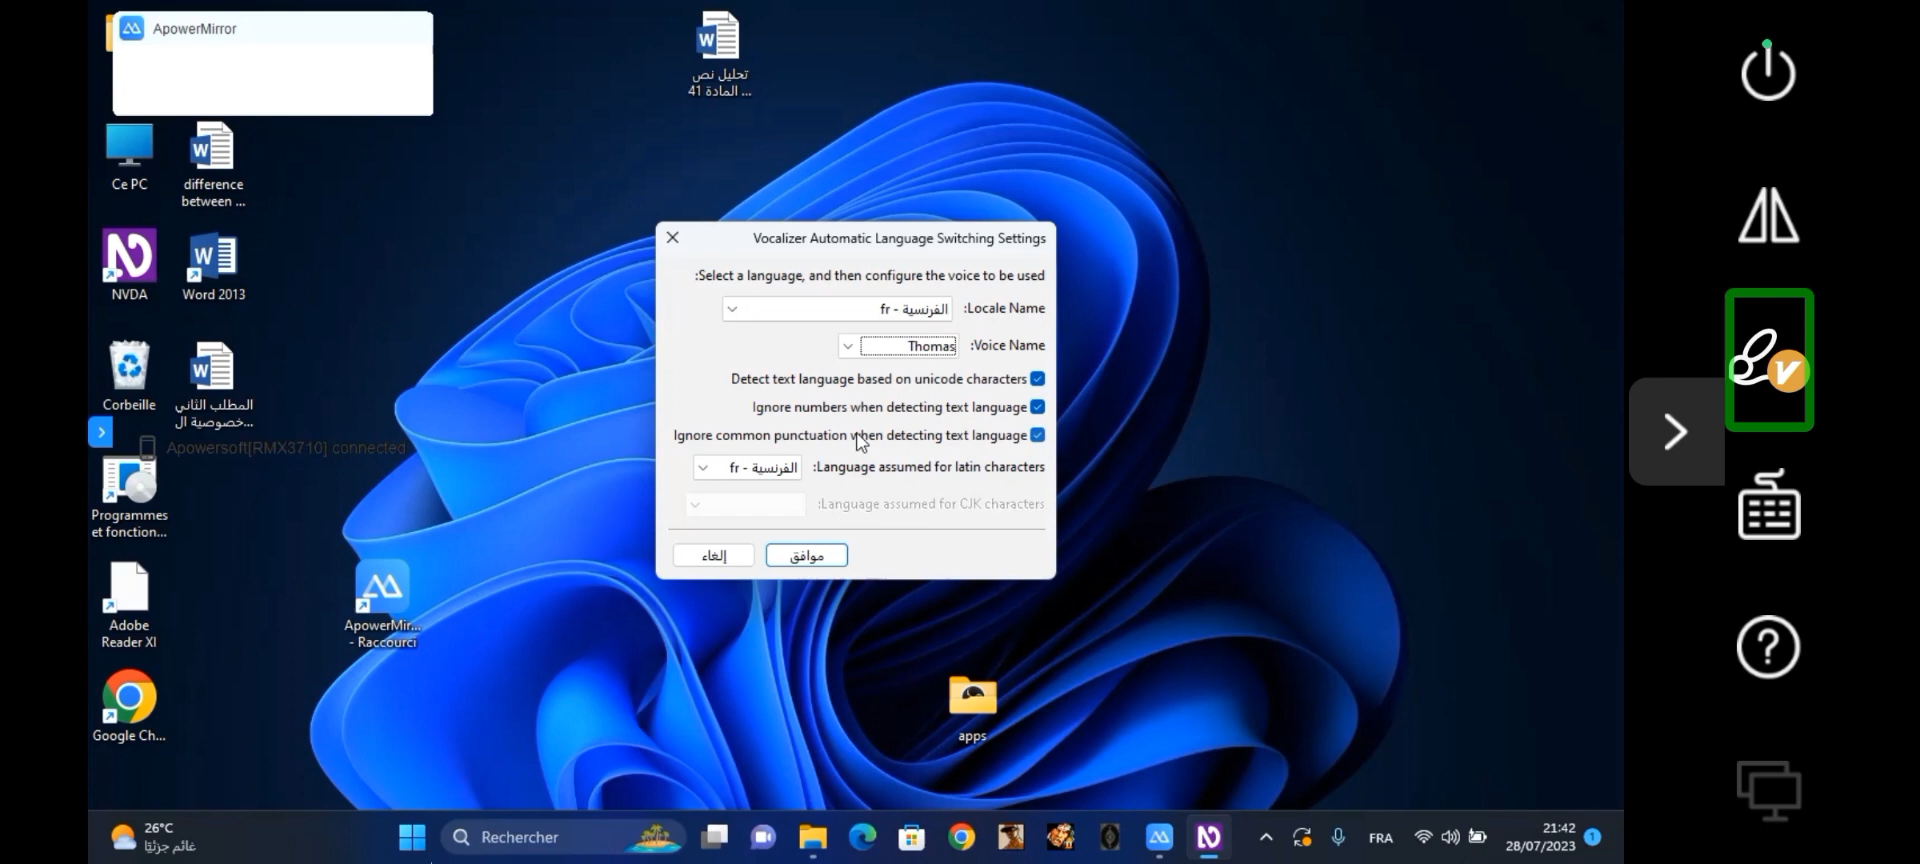 ApowerMirror
تحليل نص
المادة 41 ...
Ce PC
difference
between ...
NVDA
Word 2013
Corbeille
المطلب الثاني
خصوصية ال...
Apowersoft[RMX3710] connected
Programmes
et fonction...
Adobe
Reader XI
ApowerMir...
- Raccourci
Google Ch...
apps
Vocalizer Automatic Language Switching Settings
:Select a language, and then configure the voice to be used
:Locale Name
الفرنسية - fr
:Voice Name
Thomas
Detect text language based on unicode characters
Ignore numbers when detecting text language
Ignore common punctuation when detecting text language
:Language assumed for latin characters
الفرنسية - fr
:Language assumed for CJK characters
موافق
إلغاء
26°C
غائم جزئيًا
Rechercher
FRA
21:42
28/07/2023
1